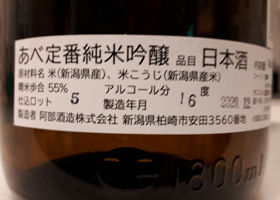 あべ定番純米吟醸 品目 日本酒
原材料名 米(新潟県産)、米こうじ(新潟県産米)
精米歩合 55% アルコール分 16度
仕込ロット 5 製造年月 2020.12
製造者 阿部酒造株式会社 新潟県柏崎市安田3560番地
1800ml